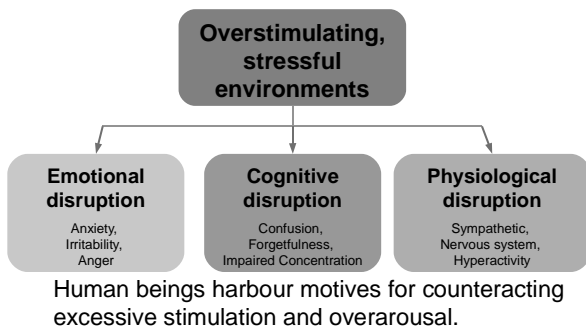 Overstimulating,
stressful
environments
Emotional
disruption
Anxiety,
Irritability,
Anger
Cognitive
disruption
Confusion,
Forgetfulness,
Impaired Concentration
Physiological
disruption
Sympathetic,
Nervous system,
Hyperactivity
Human beings harbour motives for counteracting
excessive stimulation and overarousal.